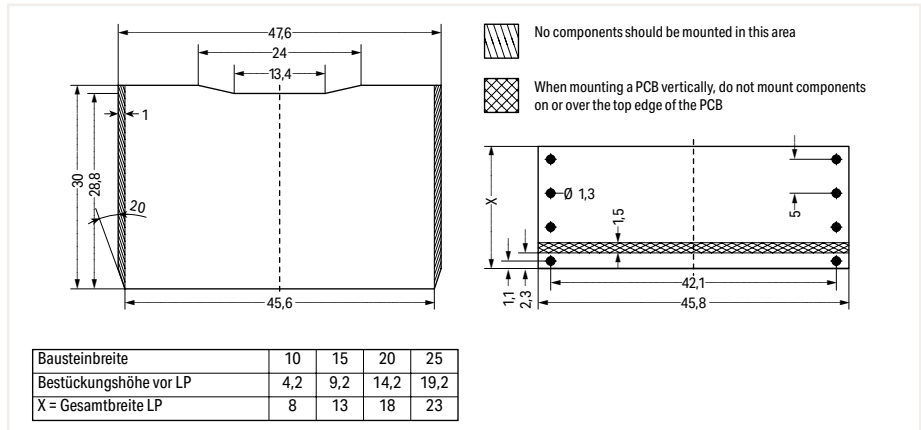 47,6
24
13,4
1
30
28,8
20
45,6
No components should be mounted in this area
When mounting a PCB vertically, do not mount components
on or over the top edge of the PCB
X
Ø 1,3
1,5
5
1,1
2,3
42,1
45,8
Bausteinbreite 10 15 20 25
Bestückungshöhe vor LP 4,2 9,2 14,2 19,2
X = Gesamtbreite LP 8 13 18 23